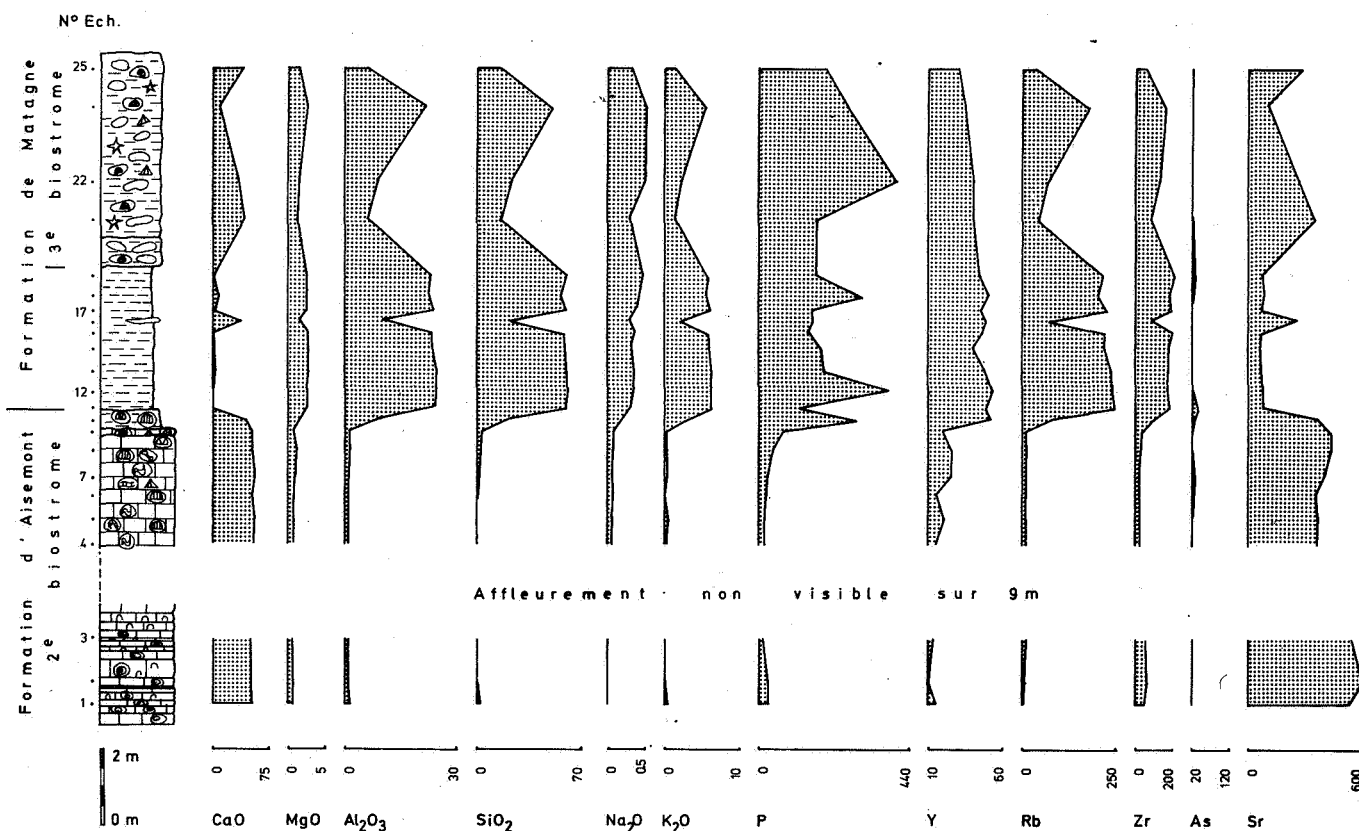 N° Ech.
Formation de Matagne
3e biostrome
Formation d'Aisemont
2e biostrome
25
22
17
12
7
4
3
1
Affleurement non visible sur 9m
2 m
0 m
0 75
0 5
0 30
0 70
0 0.5
0 10
0 440
10 60
0 250
0 200
20 120
0 600
CaO MgO Al2O3 SiO2 Na2O K2O P Y Rb Zr As Sr